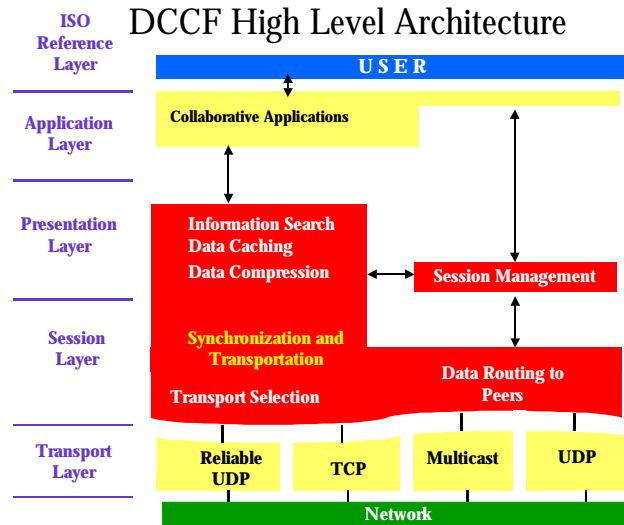 DCCF High Level Architecture
ISO
Reference
Layer
U S E R
Application
Layer
Collaborative Applications
Presentation
Layer
Information Search
Data Caching
Data Compression
Session Management
Session
Layer
Synchronization and
Transportation
Transport Selection
Data Routing to
Peers
Transport
Layer
Reliable
UDP
TCP
Multicast
UDP
Network